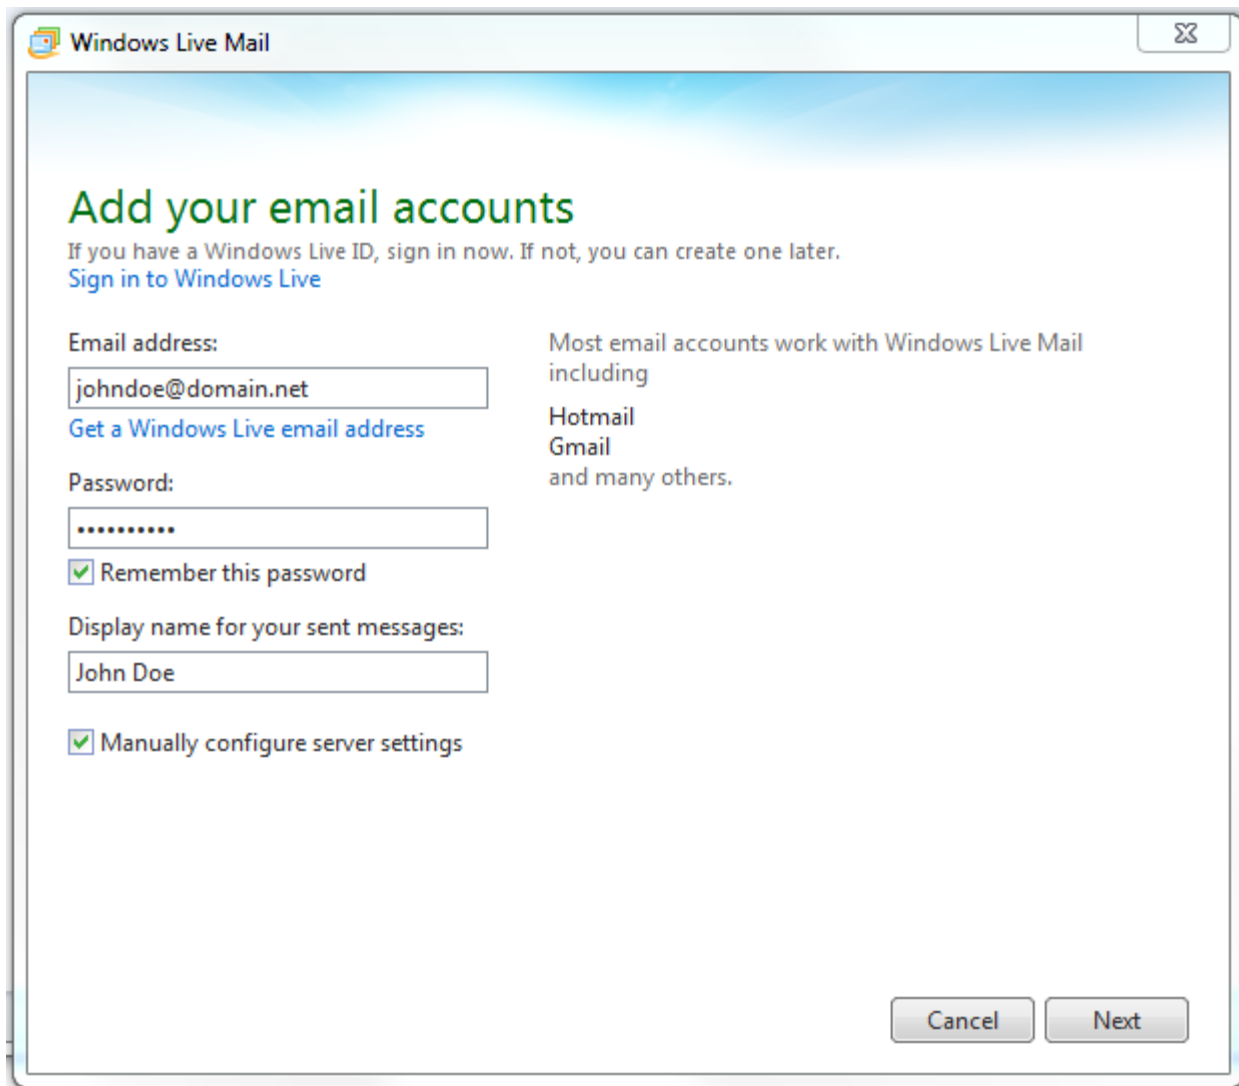 Windows Live Mail
Add your email accounts
If you have a Windows Live ID, sign in now. If not, you can create one later.
Sign in to Windows Live
Email address:
johndoe@domain.net
Get a Windows Live email address
Password:
••••••••••
Remember this password
Display name for your sent messages:
John Doe
Manually configure server settings
Most email accounts work with Windows Live Mail
including
Hotmail
Gmail
and many others.
Cancel
Next